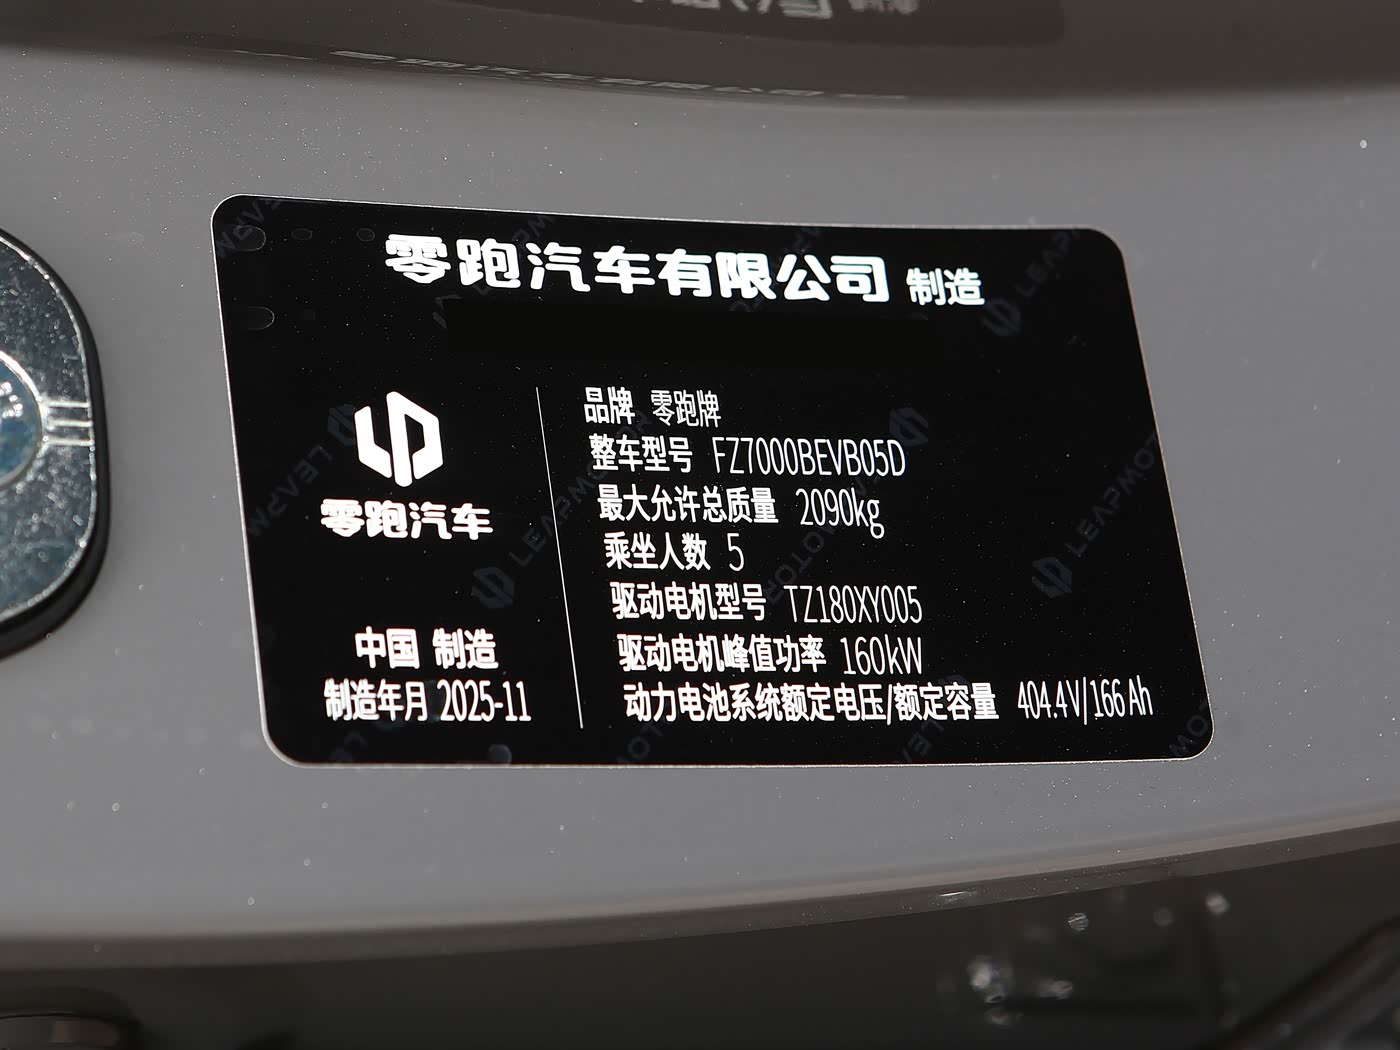 零跑汽车有限公司 制造
零跑汽车
中国 制造
制造年月 2025-11
品牌 零跑牌
整车型号 FZ7000BEVB05D
最大允许总质量 2090kg
乘坐人数 5
驱动电机型号 TZ180XY005
驱动电机峰值功率 160kW
动力电池系统额定电压/额定容量 404.4V/166Ah
LEAPMOTOR